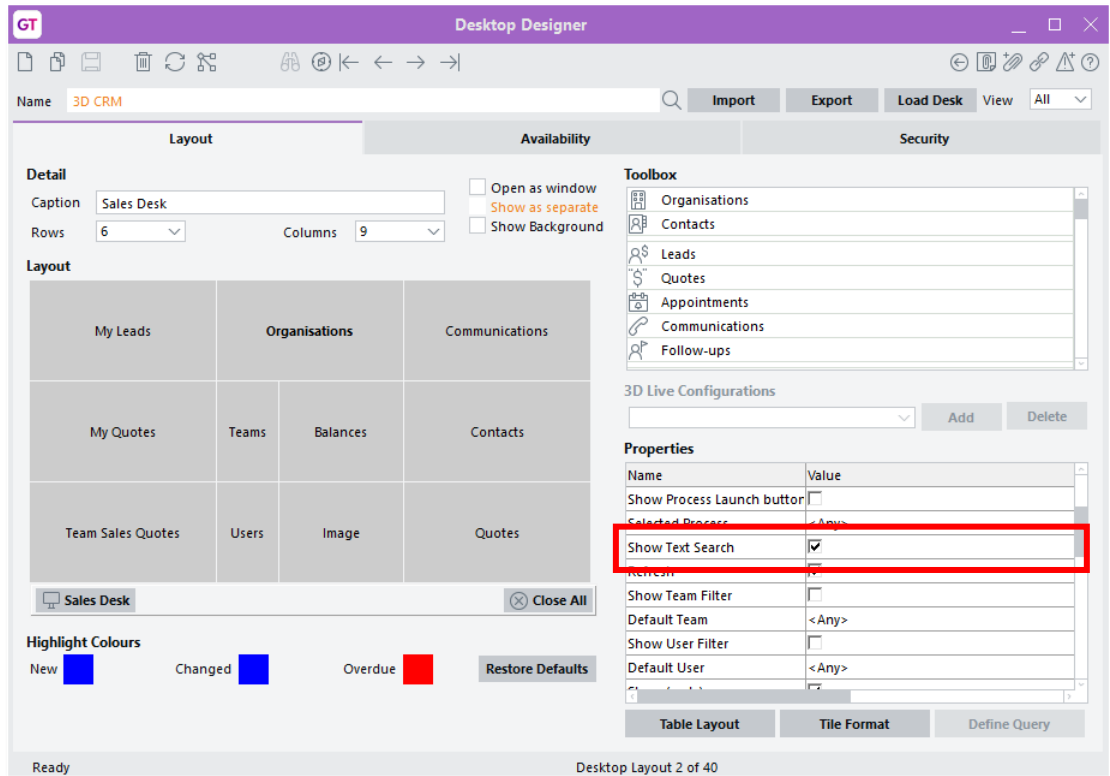 GT
Desktop Designer
Name 3D CRM Import Export Load Desk View All
Layout Availability Security
Detail
Caption Sales Desk
Rows 6 Columns 9
Open as window
Show as separate
Show Background
Layout
My Leads Organisations Communications
My Quotes Teams Balances Contacts
Team Sales Quotes Users Image Quotes
Sales Desk Close All
Highlight Colours
New Changed Overdue Restore Defaults
Toolbox
Organisations
Contacts
Leads
Quotes
Appointments
Communications
Follow-ups
3D Live Configurations
Add Delete
Properties
Name Value
Show Process Launch button
Selected Process <Any>
Show Text Search
Refresh
Show Team Filter
Default Team <Any>
Show User Filter
Default User <Any>
Table Layout Tile Format Define Query
Ready Desktop Layout 2 of 40